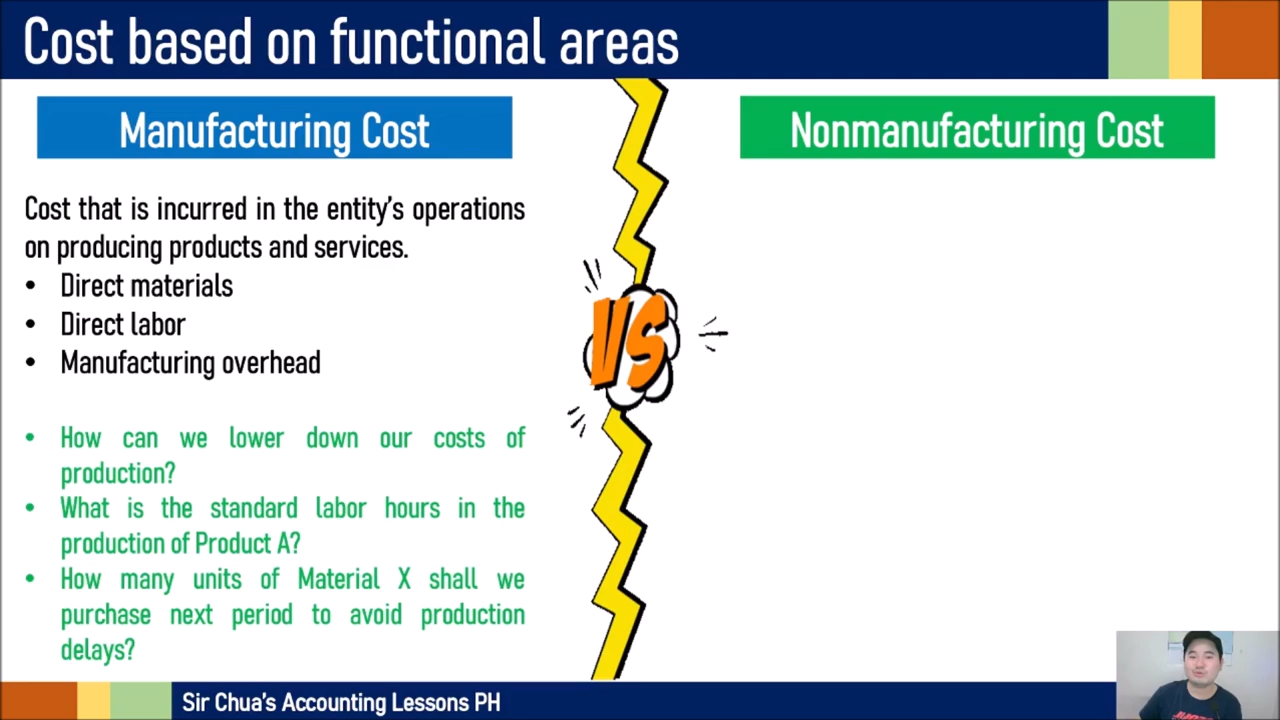 Cost based on functional areas
Manufacturing Cost
Cost that is incurred in the entity's operations
on producing products and services.
• Direct materials
• Direct labor
• Manufacturing overhead
• How can we lower down our costs of
production?
• What is the standard labor hours in the
production of Product A?
• How many units of Material X shall we
purchase next period to avoid production
delays?
VS
Nonmanufacturing Cost
Sir Chua's Accounting Lessons PH